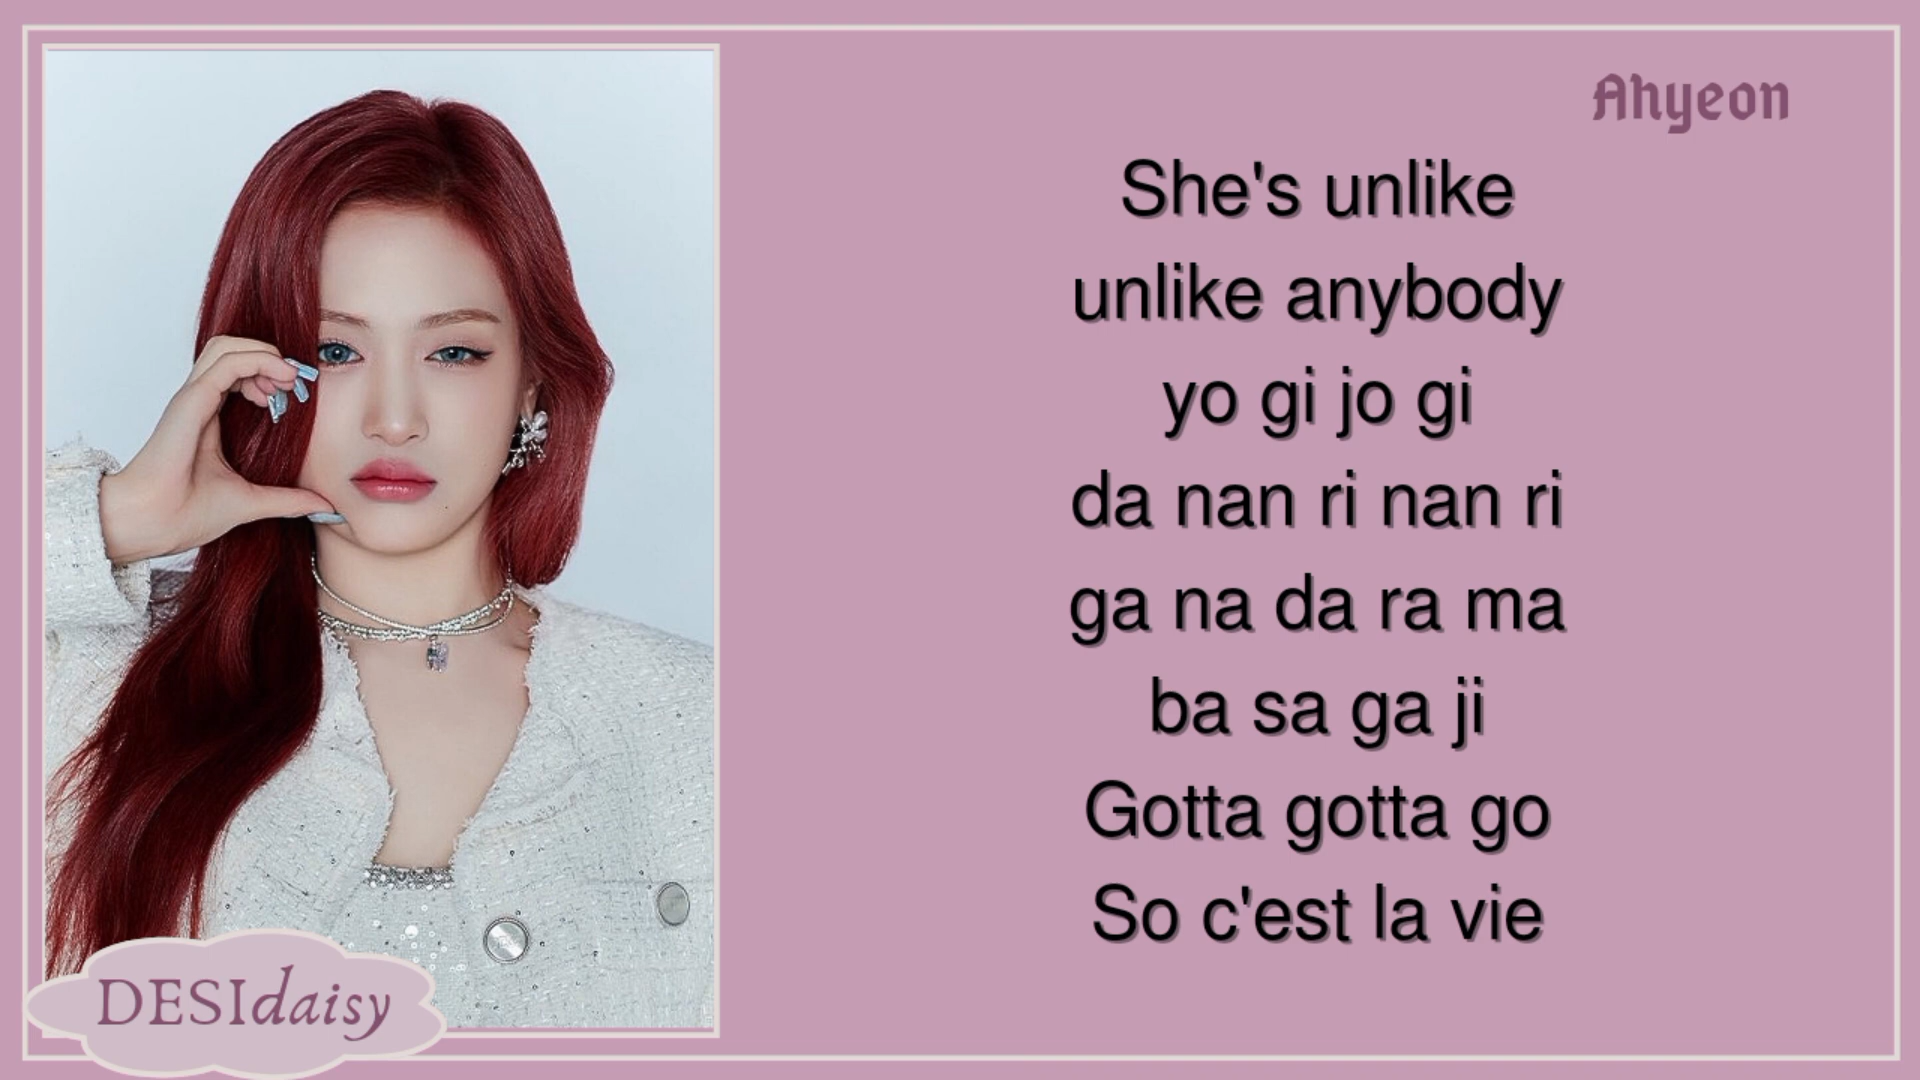 Ahyeon
She's unlike
unlike anybody
yo gi jo gi
da nan ri nan ri
ga na da ra ma
ba sa ga ji
Gotta gotta go
So c'est la vie
DESIdaisy